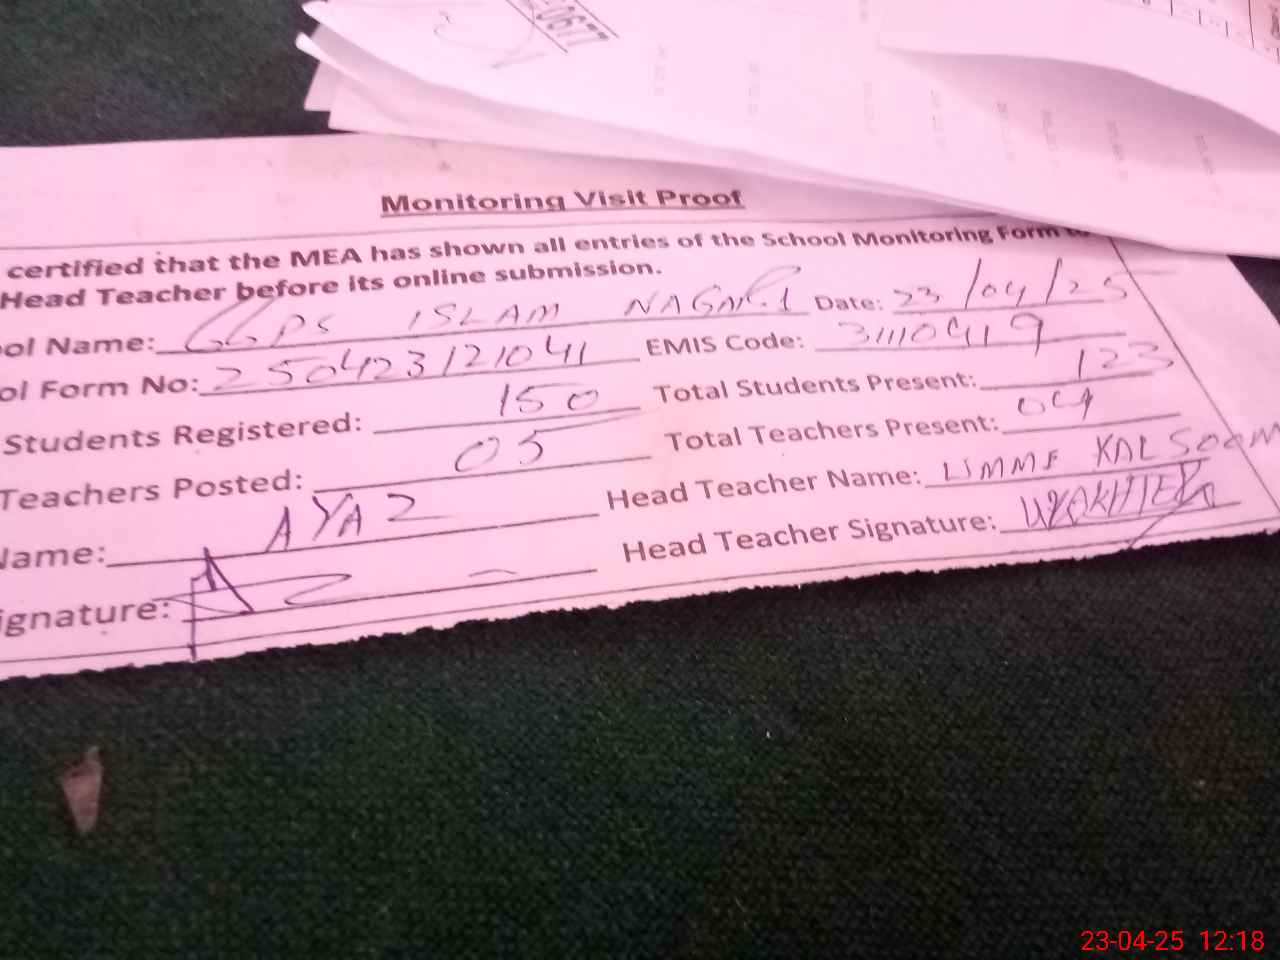 0677
Monitoring Visit Proof
certified that the MEA has shown all entries of the School Monitoring Form to
Head Teacher before its online submission.
ol Name: GGPS ISLAM NAGAR.1 Date: 23/04/25
ol Form No: 250423121041 EMIS Code: 31110419
Students Registered: 150 Total Students Present: 123
Teachers Posted: 05 Total Teachers Present: 04
Name: AYAZ Head Teacher Name: UMME KALSOOM
ignature: Head Teacher Signature:
23-04-25 12:18